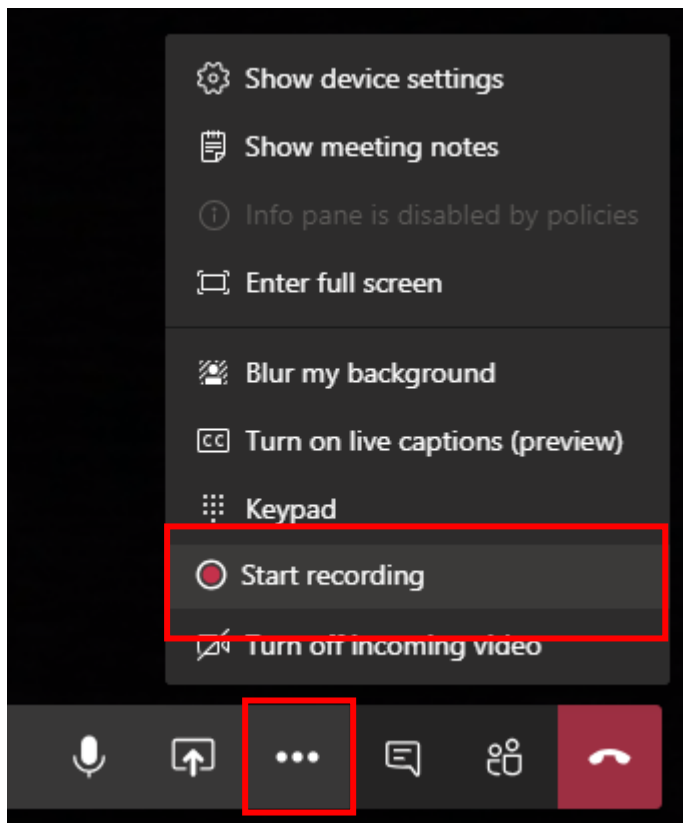 Show device settings
Show meeting notes
Info pane is disabled by policies
Enter full screen
Blur my background
CC Turn on live captions (preview)
Keypad
Start recording
Turn off incoming video